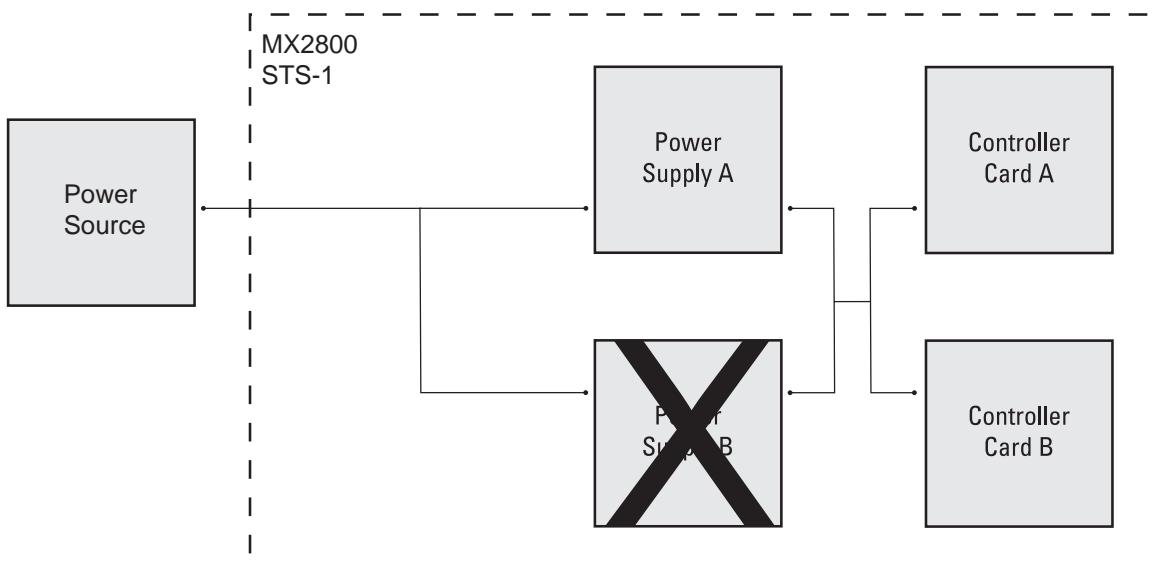 MX2800
STS-1
Power
Source
Power
Supply A
Controller
Card A
B
Controller
Card B